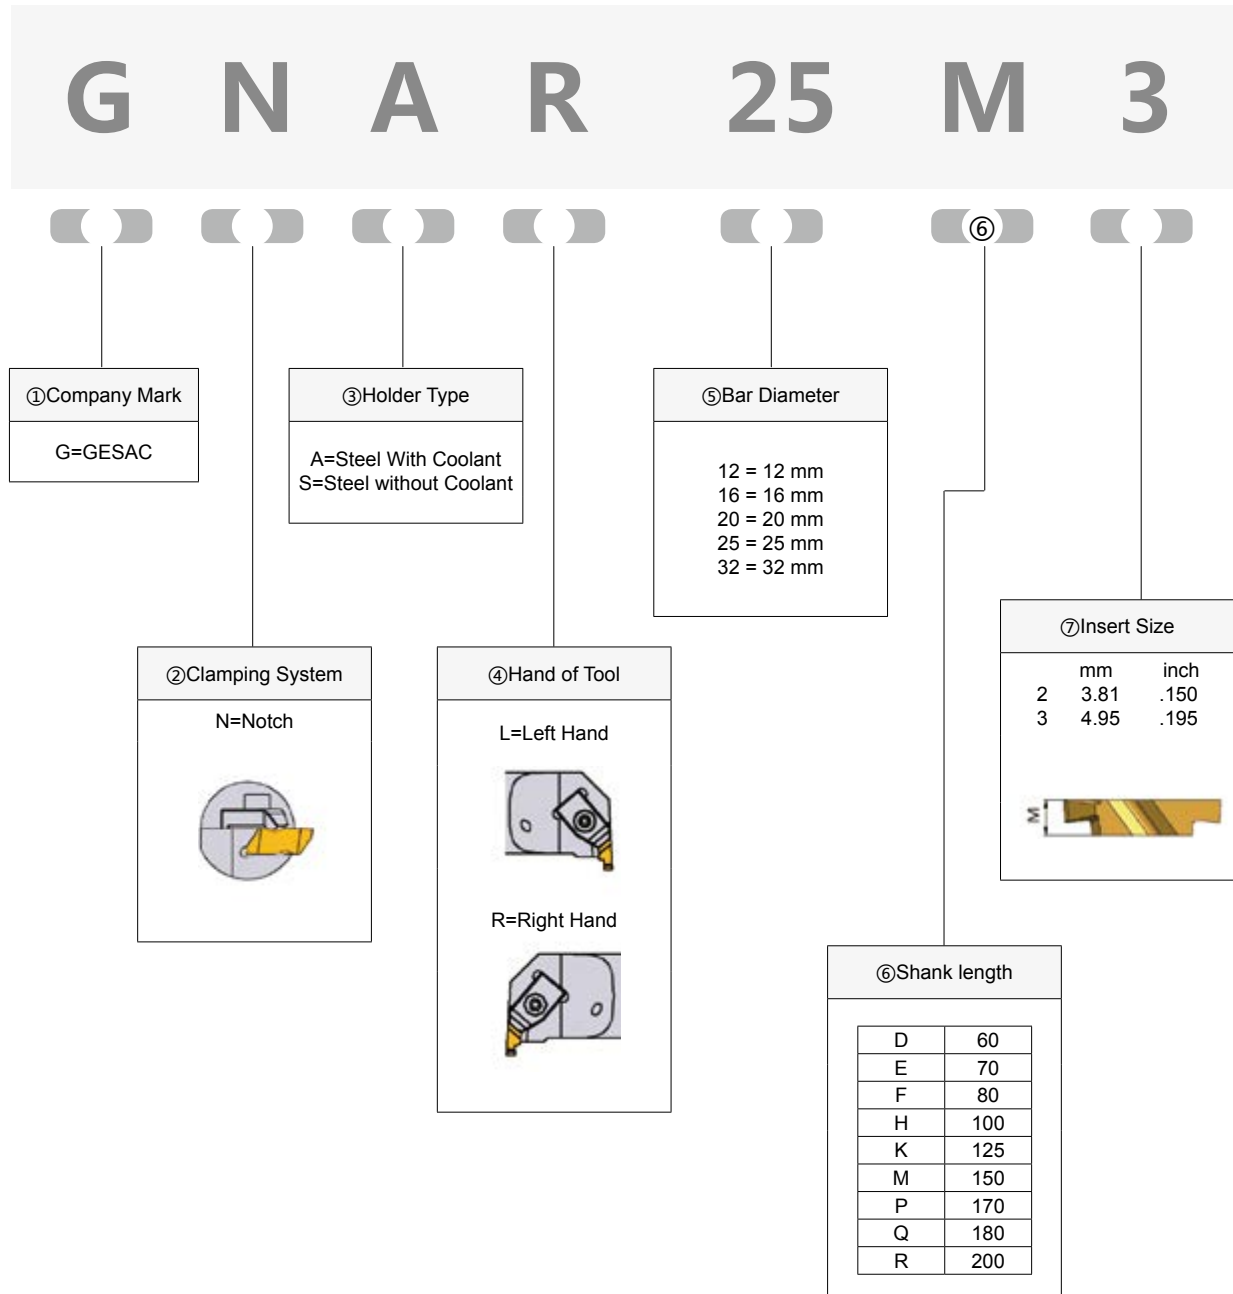 G N A R 25 M 3
⑥
①Company Mark
G=GESAC
③Holder Type
A=Steel With Coolant
S=Steel without Coolant
⑤Bar Diameter
12 = 12 mm
16 = 16 mm
20 = 20 mm
25 = 25 mm
32 = 32 mm
②Clamping System
N=Notch
④Hand of Tool
L=Left Hand
R=Right Hand
⑦Insert Size
mm inch
2 3.81 .150
3 4.95 .195
M
⑥Shank length
D 60
E 70
F 80
H 100
K 125
M 150
P 170
Q 180
R 200